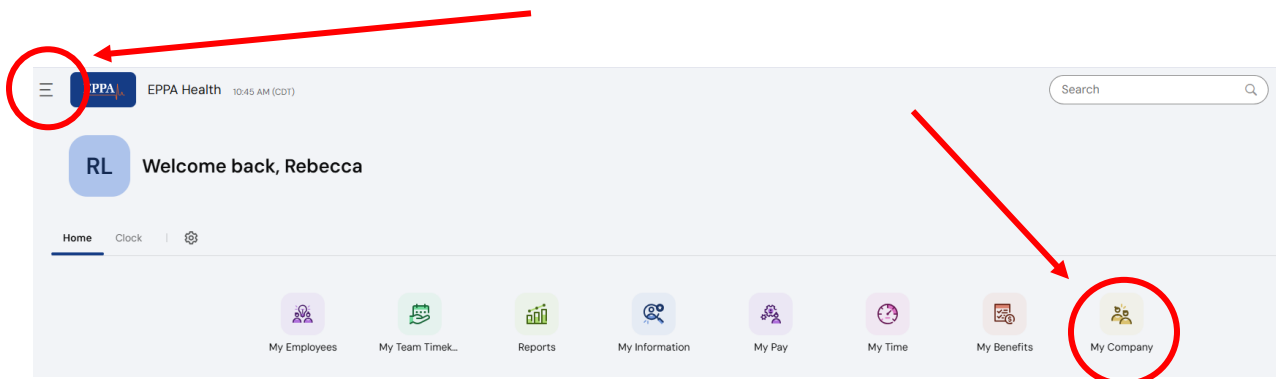 EPPA EPPA Health 10:45 AM (CDT) Search
RL Welcome back, Rebecca
Home Clock
My Employees My Team Timek... Reports My Information My Pay My Time My Benefits My Company